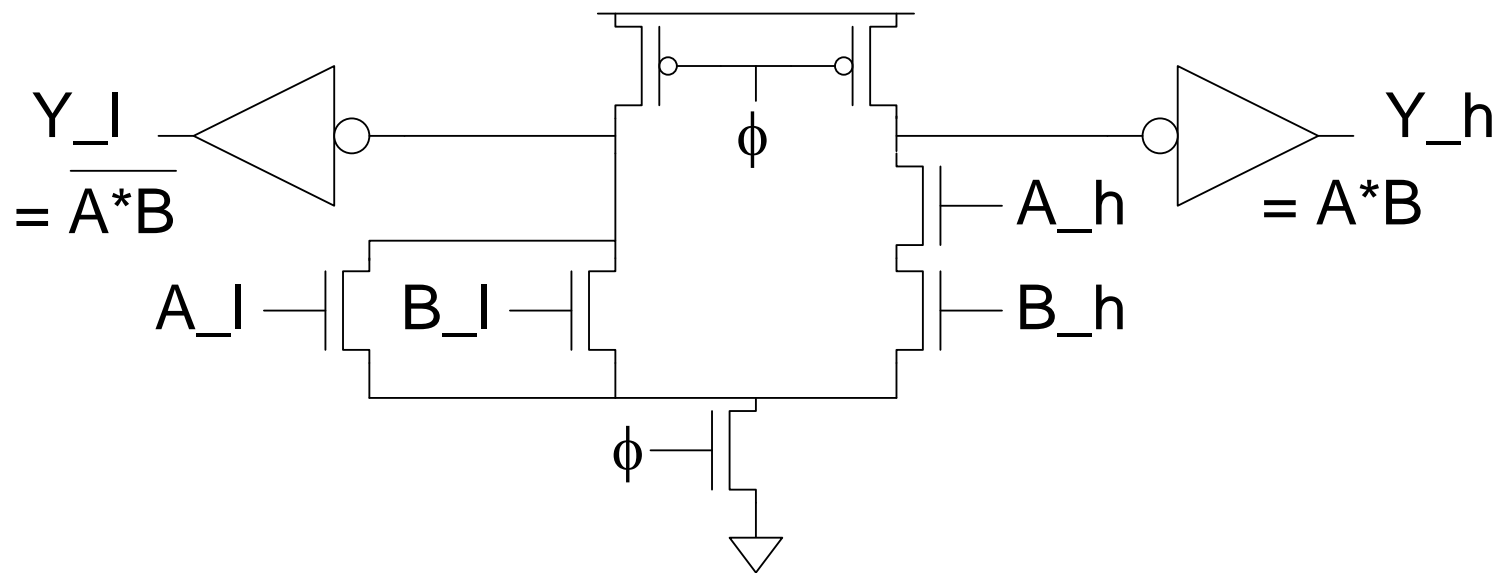 Y_l
= A*B
A_l
B_l
ϕ
ϕ
A_h
B_h
Y_h
= A*B